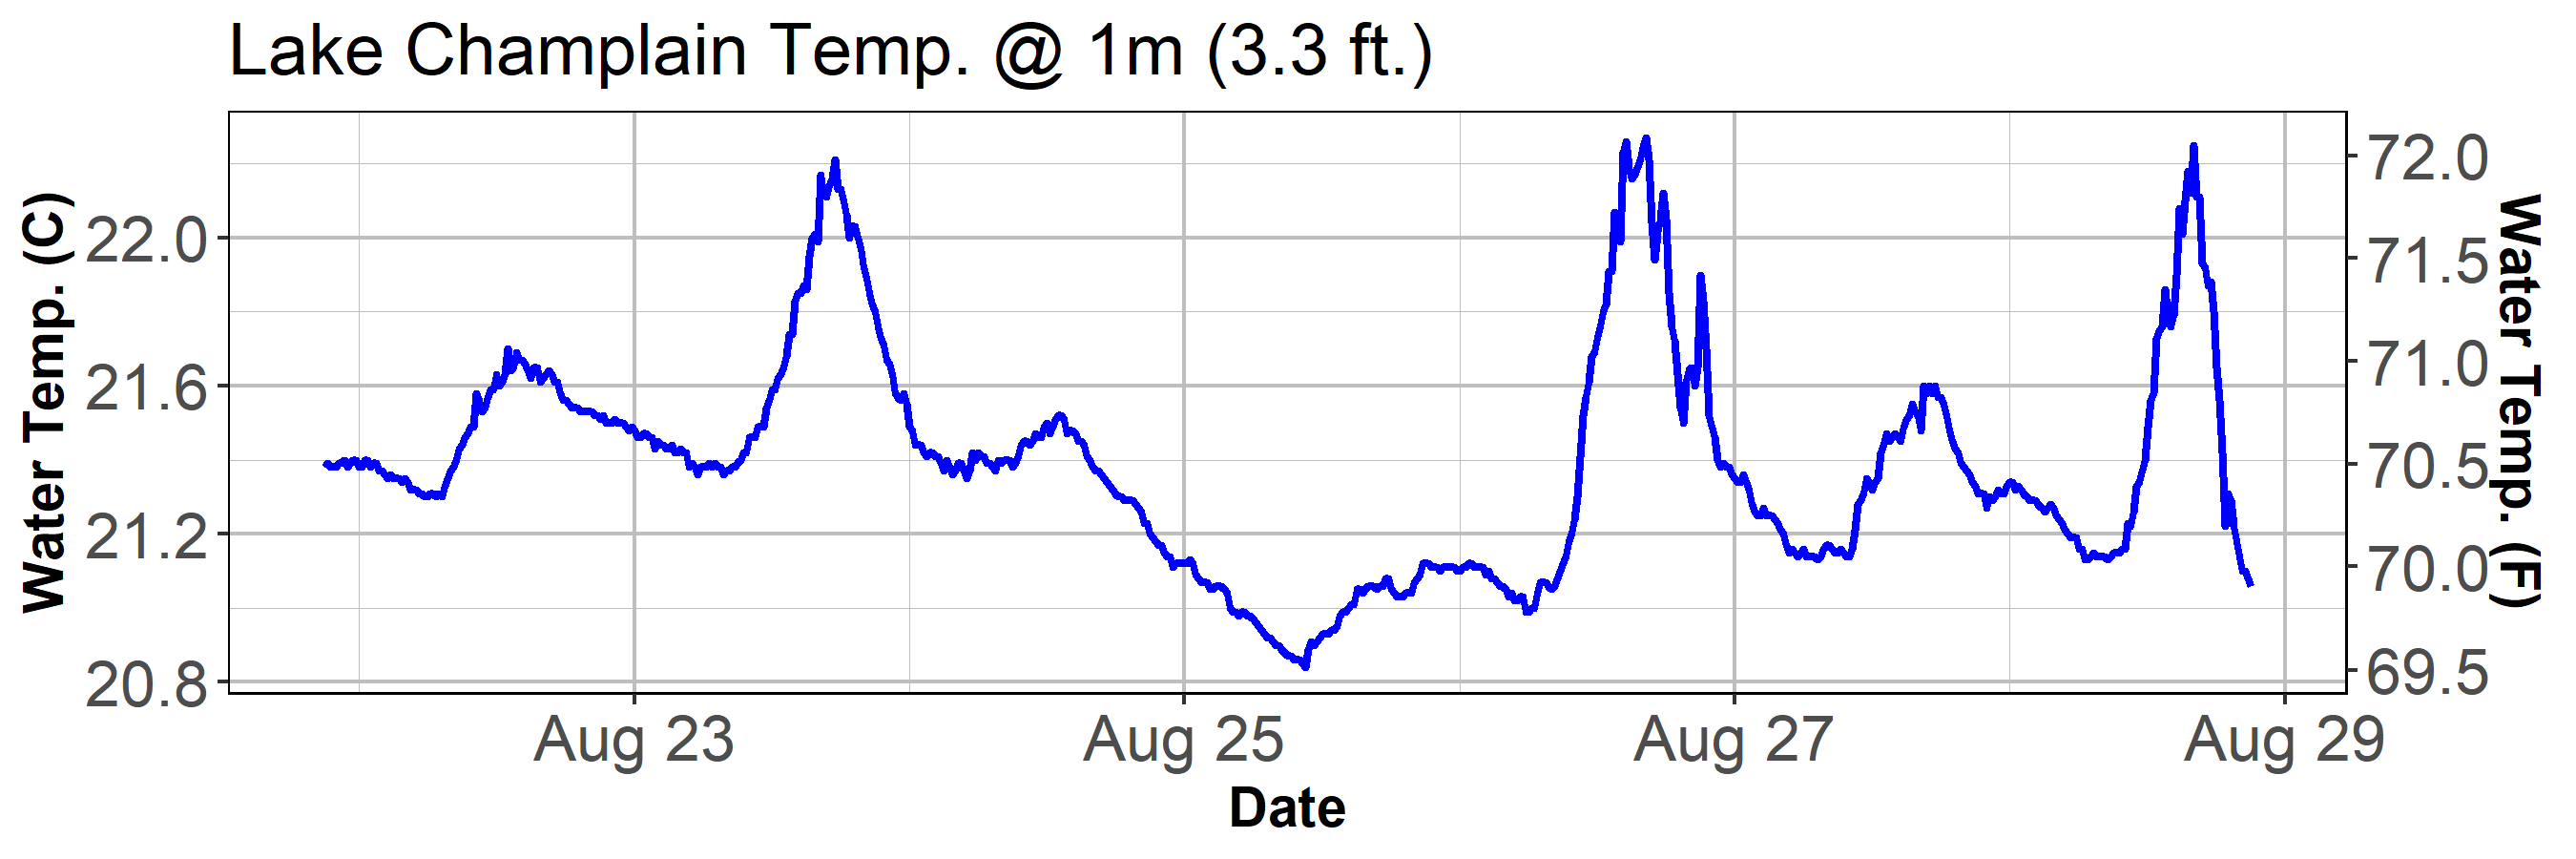 Lake Champlain Temp. @ 1m (3.3 ft.)
Water Temp. (C)
22.0
21.6
21.2
20.8
72.0
71.5
71.0
70.5
70.0
69.5
Water Temp. (F)
Aug 23 Aug 25 Aug 27 Aug 29
Date